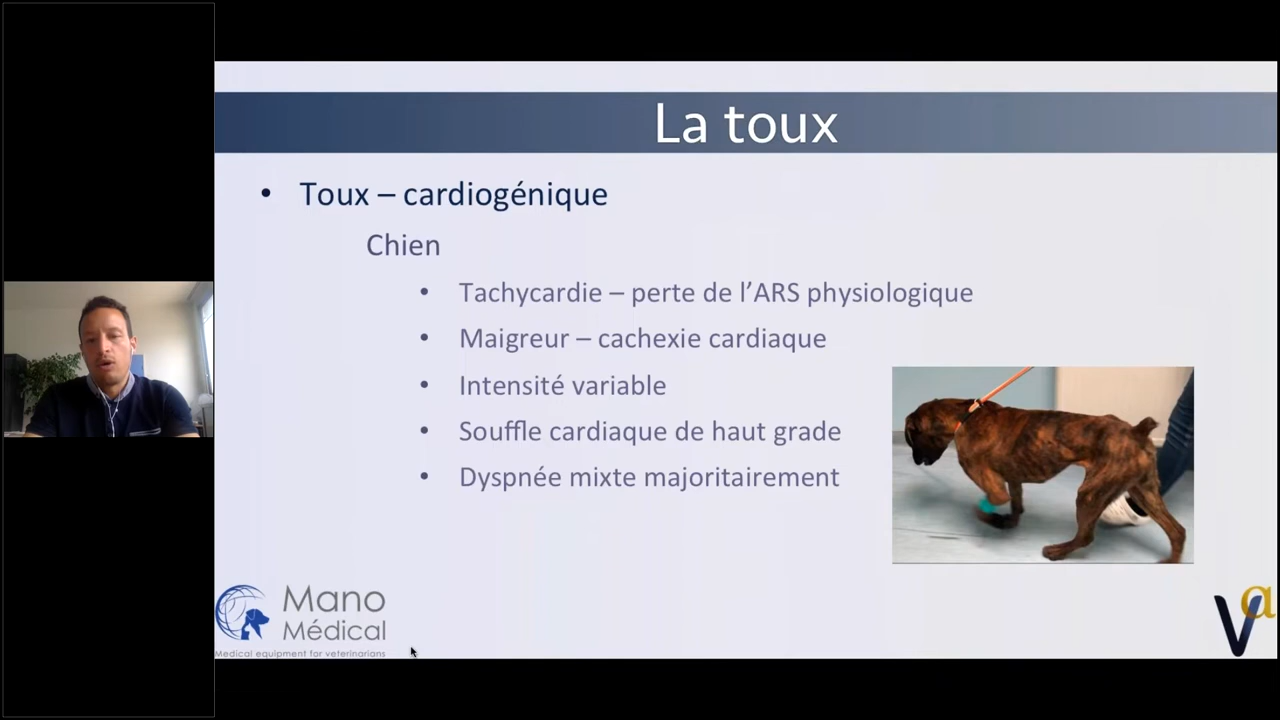 La toux
• Toux – cardiogénique
Chien
• Tachycardie – perte de l’ARS physiologique
• Maigreur – cachexie cardiaque
• Intensité variable
• Souffle cardiaque de haut grade
• Dyspnée mixte majoritairement
Mano
Médical
Medical equipment for veterinarians
Va